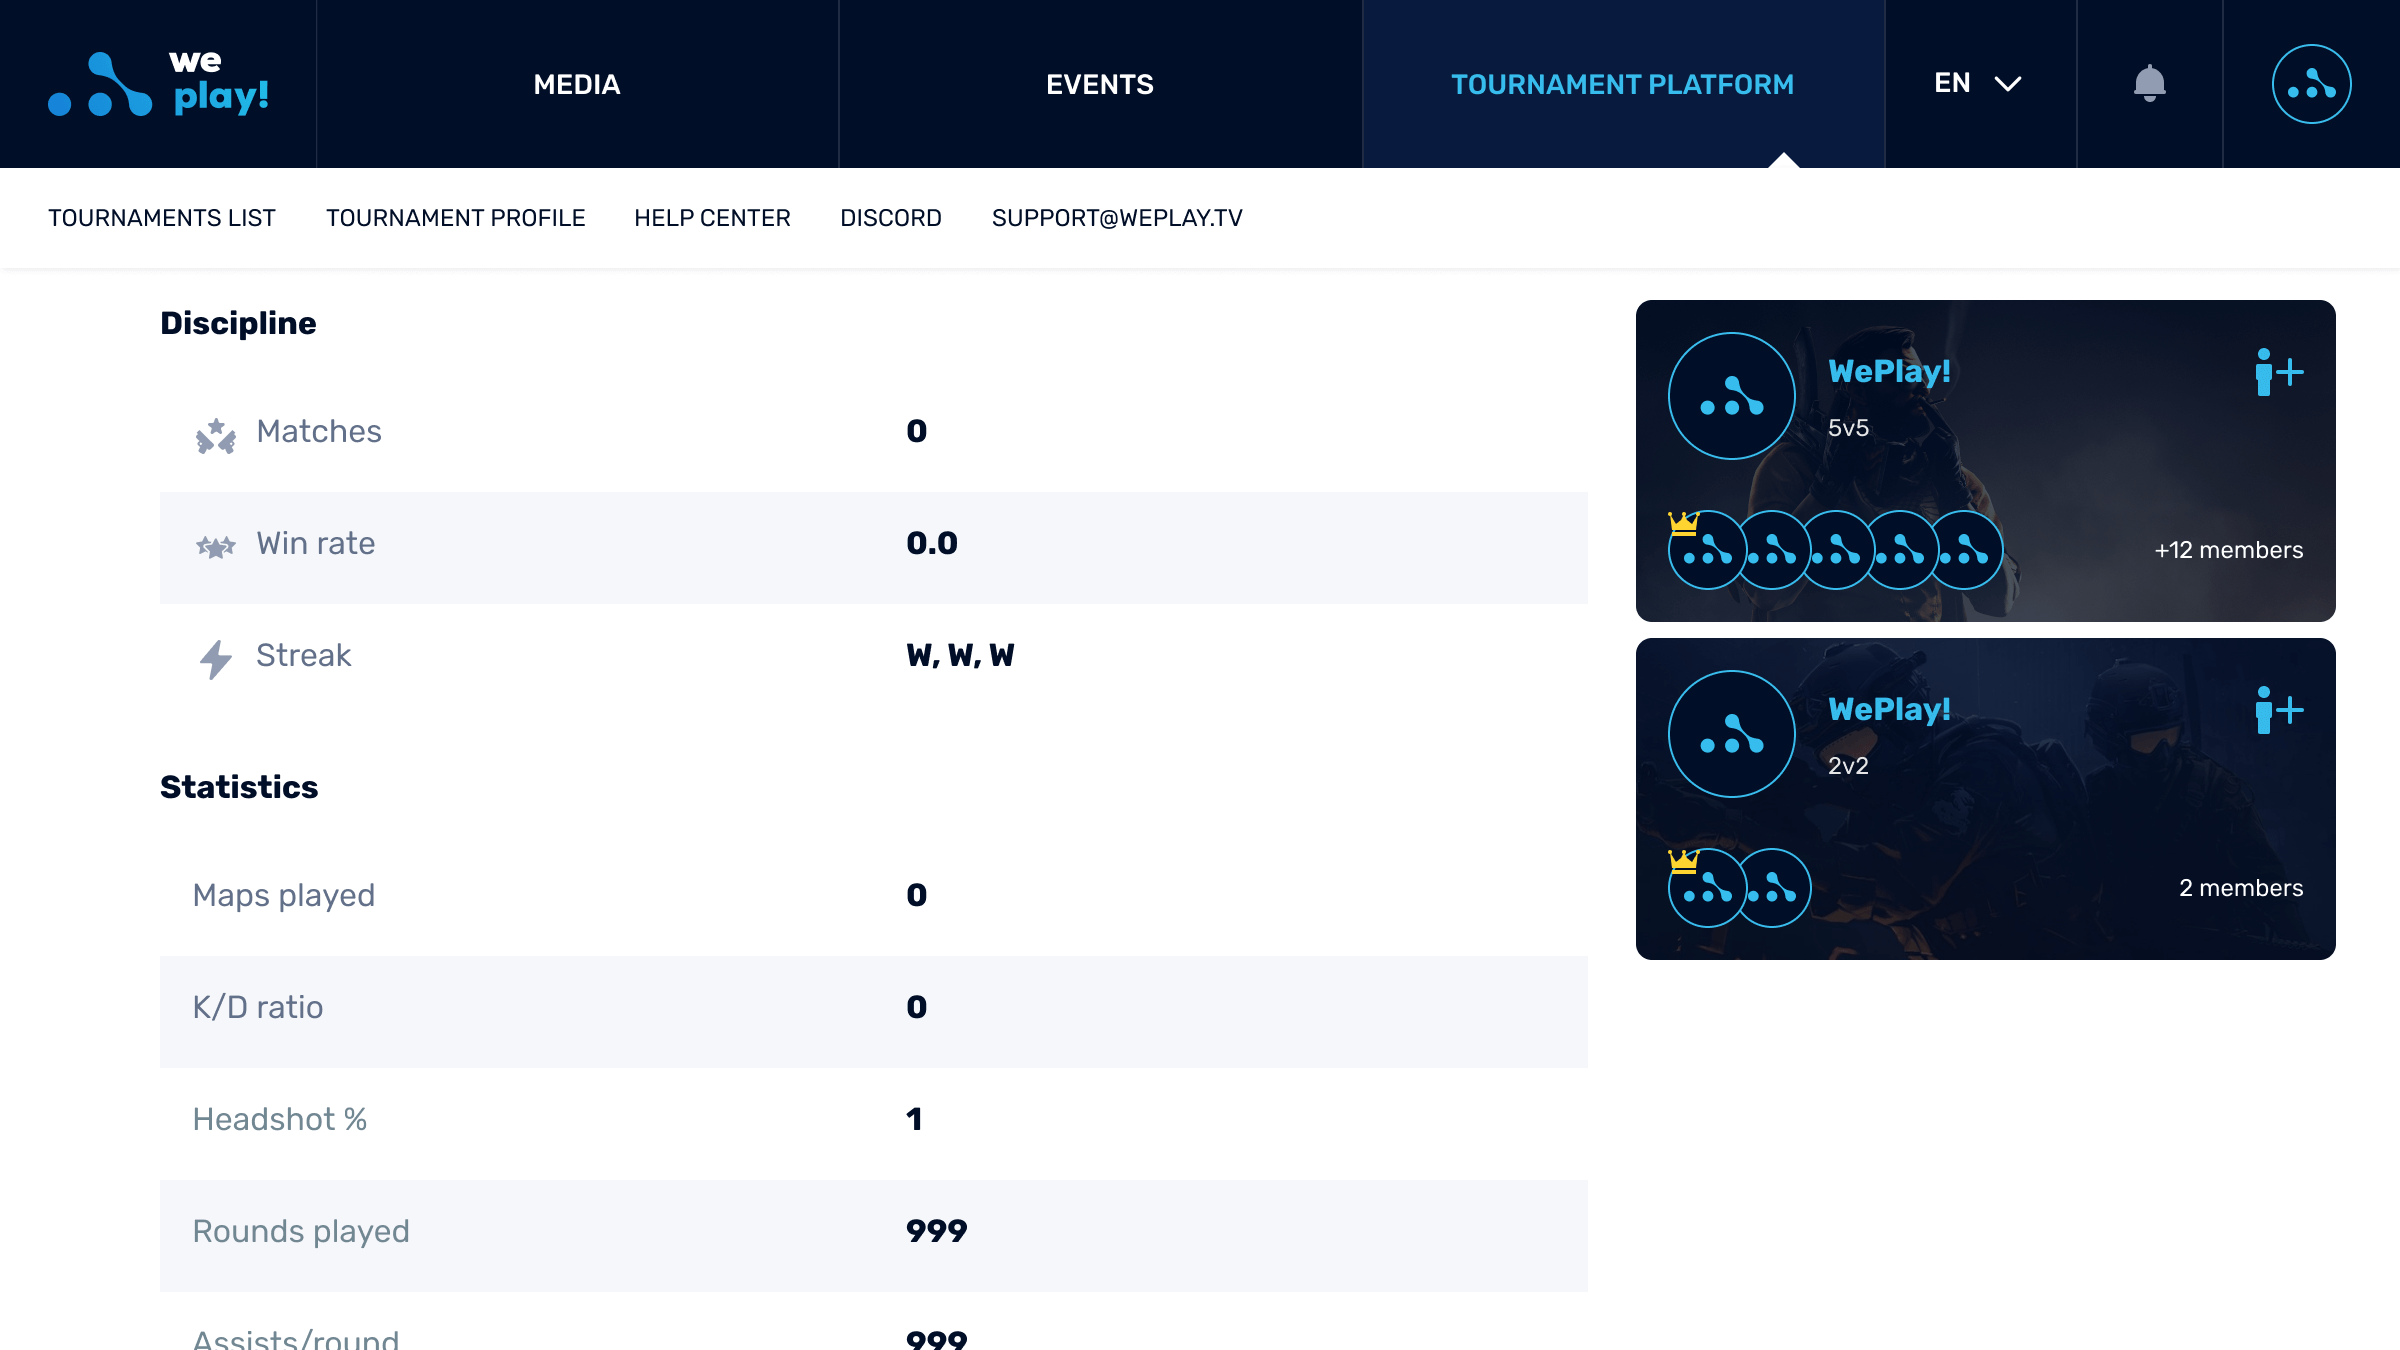 we
play!
MEDIA
EVENTS
TOURNAMENT PLATFORM
EN
TOURNAMENTS LIST
TOURNAMENT PROFILE
HELP CENTER
DISCORD
SUPPORT@WEPLAY.TV
Discipline
Matches 0
Win rate 0.0
Streak W, W, W
Statistics
Maps played 0
K/D ratio 0
Headshot % 1
Rounds played 999
Assists/round 999
WePlay!
5v5
+12 members
WePlay!
2v2
2 members